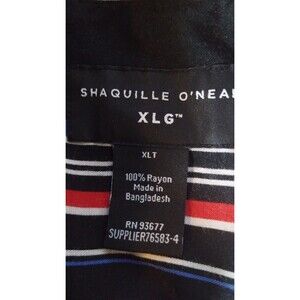 SHAQUILLE O'NEAL
XLG™
XLT
100% Rayon
Made in
Bangladesh
RN 93677
SUPPLIER76583-4